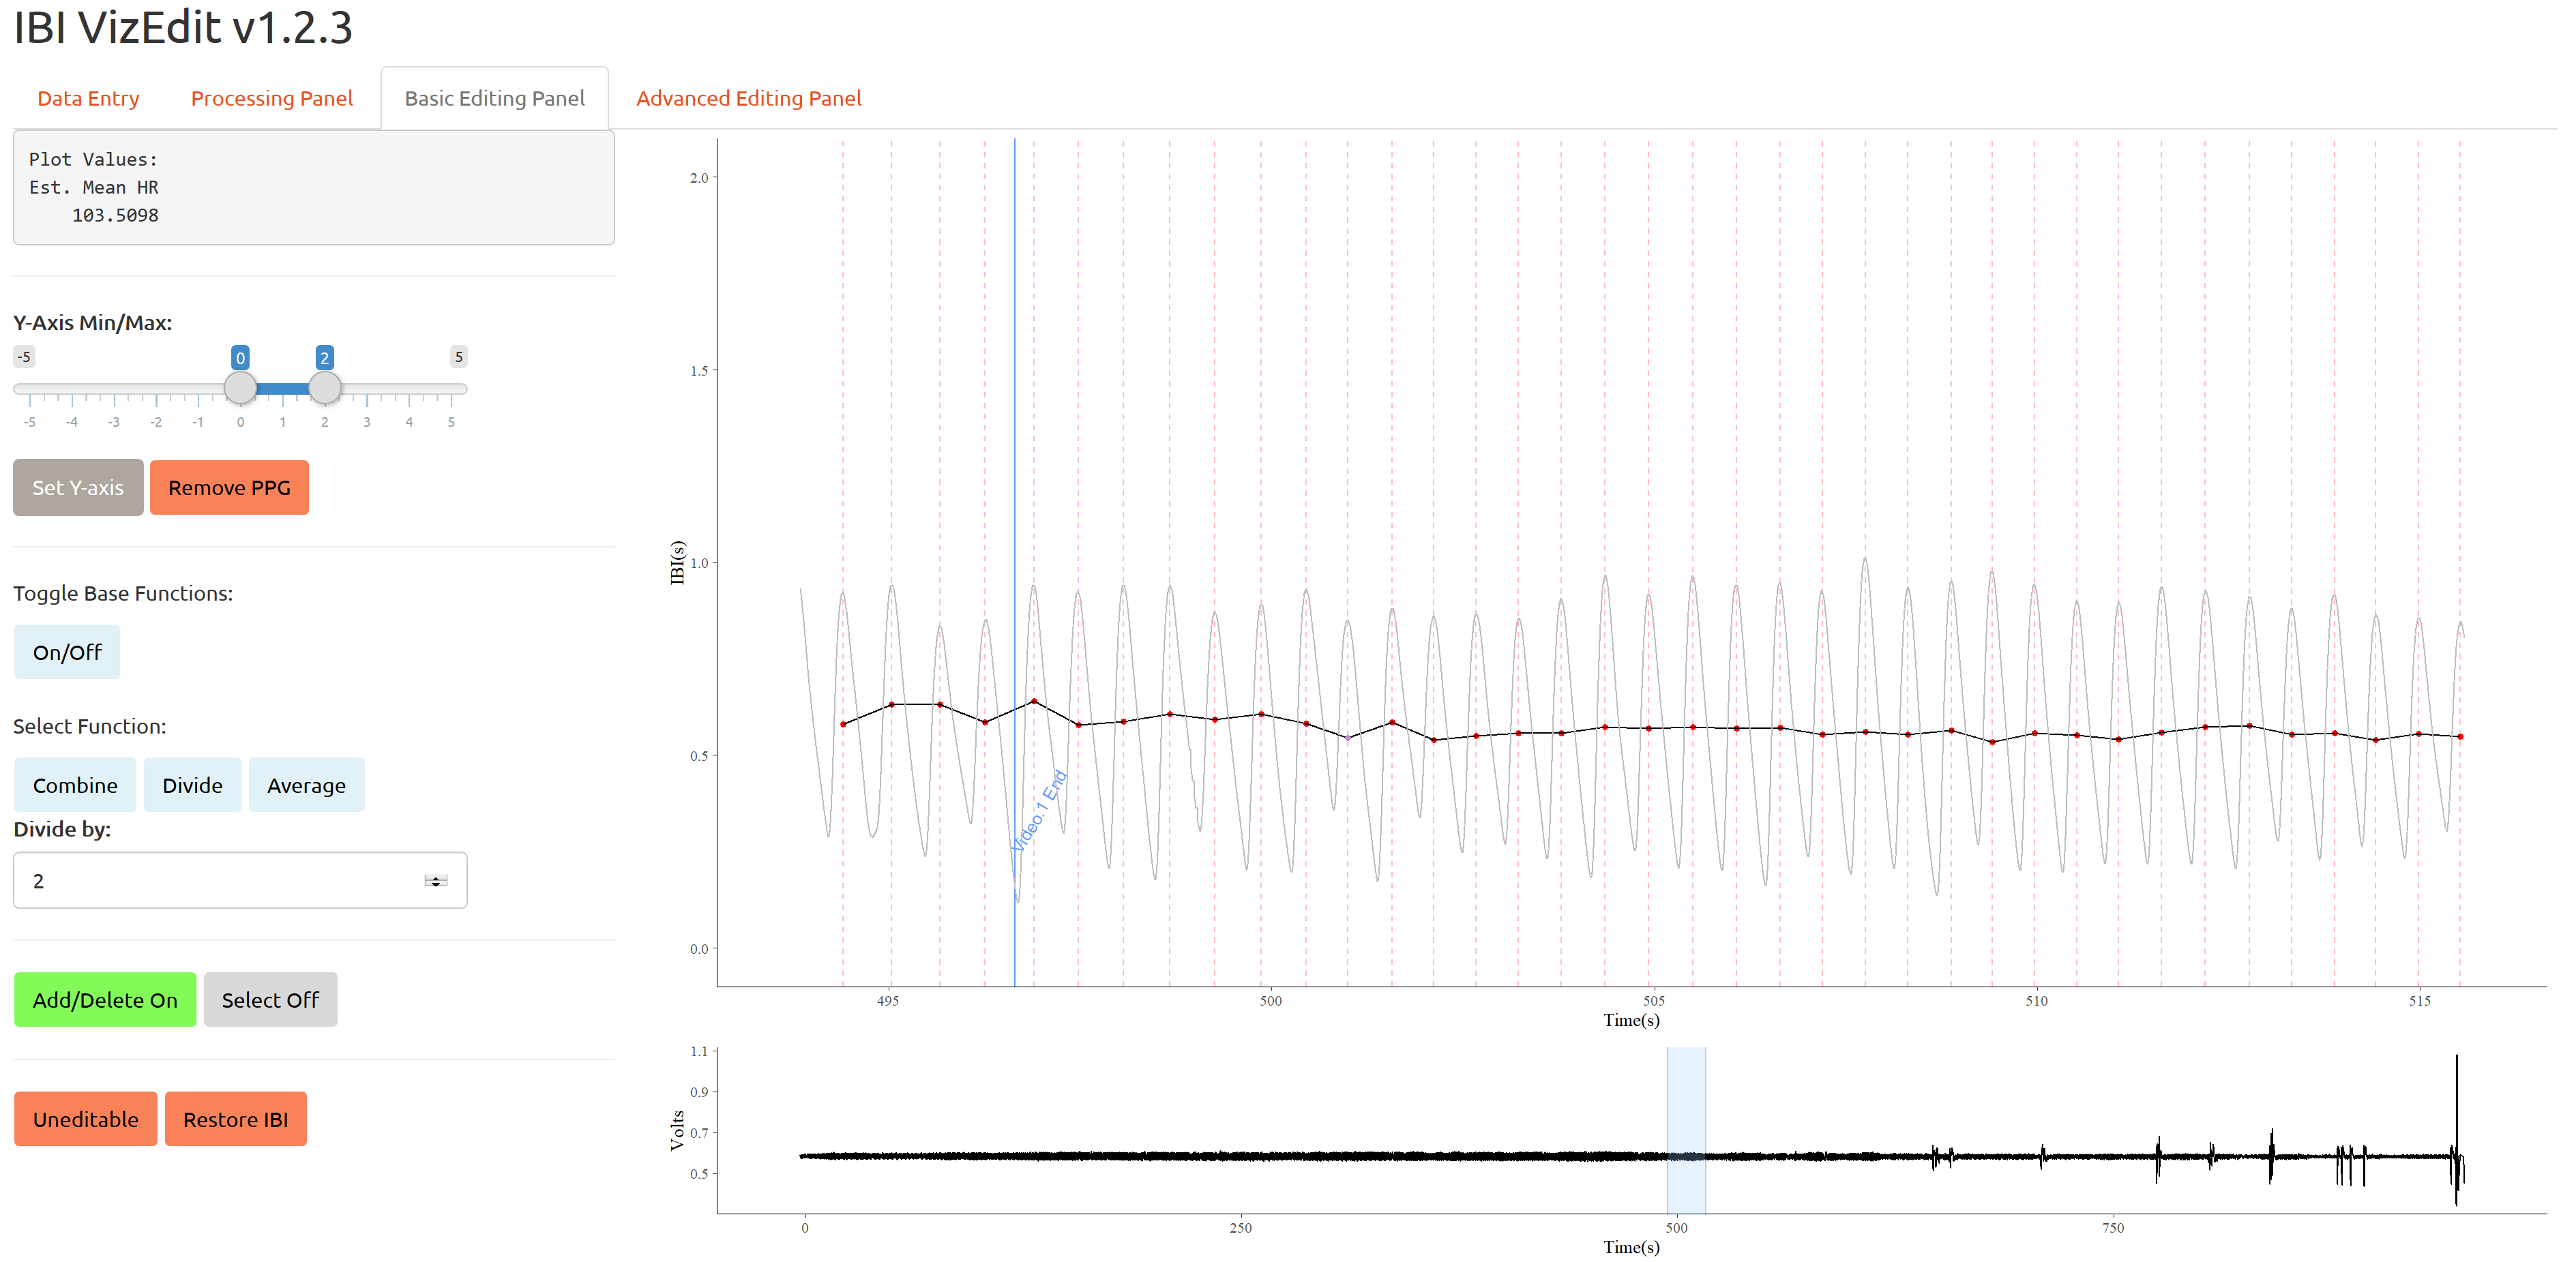 IBI VizEdit v1.2.3
Data Entry Processing Panel Basic Editing Panel Advanced Editing Panel
Plot Values:
Est. Mean HR
103.5098
Y-Axis Min/Max:
-5 0 2 5
-5 -4 -3 -2 -1 0 1 2 3 4 5
Set Y-axis Remove PPG
Toggle Base Functions:
On/Off
Select Function:
Combine Divide Average
Divide by:
2
Add/Delete On Select Off
Uneditable Restore IBI
IBI(s)
2.0
1.5
1.0
0.5
0.0
Video.1 End
495 500 505 510 515
Time(s)
Volts
1.1
0.9
0.7
0.5
0 250 500 750
Time(s)